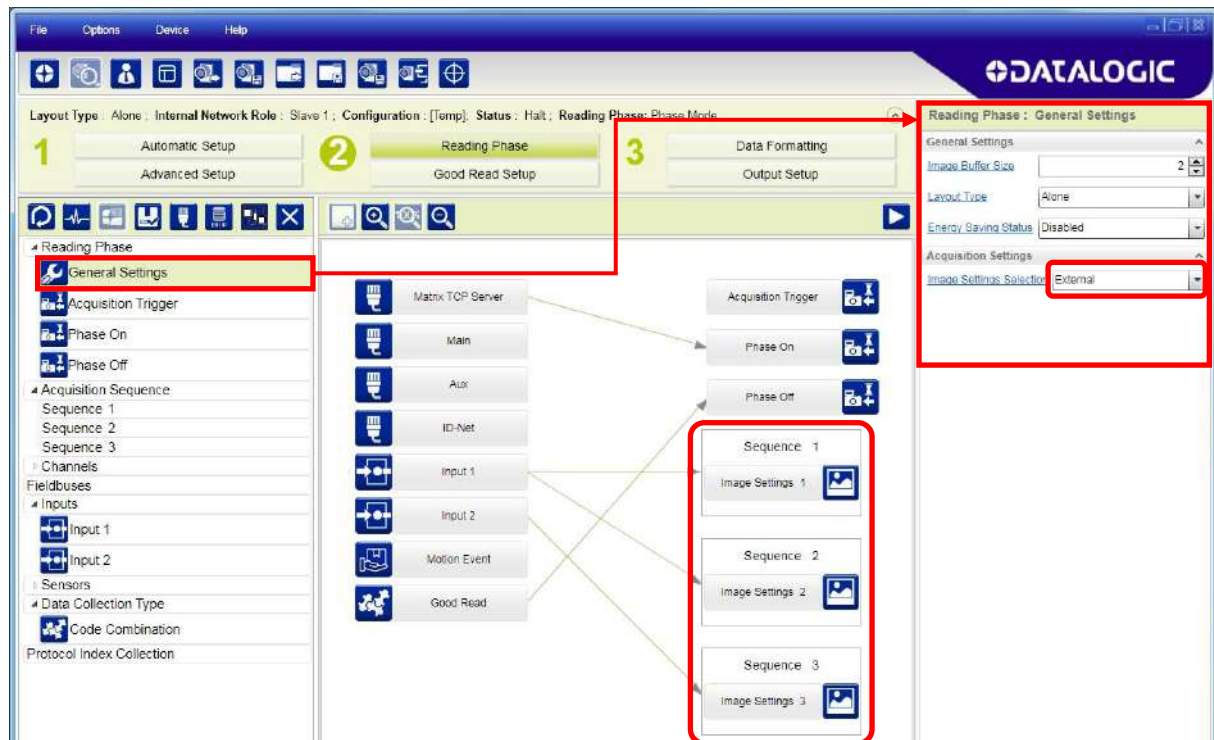 File Options Device Help
DATALOGIC
Layout Type : Alone ; Internal Network Role : Slave 1 ; Configuration : [Temp]; Status : Halt ; Reading Phase: Phase Mode
1 Automatic Setup 2 Reading Phase 3 Data Formatting
Advanced Setup Good Read Setup Output Setup
Reading Phase
General Settings
Acquisition Trigger
Phase On
Phase Off
Acquisition Sequence
Sequence 1
Sequence 2
Sequence 3
Channels
Fieldbuses
Inputs
Input 1
Input 2
Sensors
Data Collection Type
Code Combination
Protocol Index Collection
Matrix TCP Server
Main
Aux
ID-Net
Input 1
Input 2
Motion Event
Good Read
Acquisition Trigger
Phase On
Phase Off
Sequence 1
Image Settings 1
Sequence 2
Image Settings 2
Sequence 3
Image Settings 3
Reading Phase : General Settings
General Settings
Image Buffer Size 2
Layout Type Alone
Energy Saving Status Disabled
Acquisition Settings
Image Settings Selection External